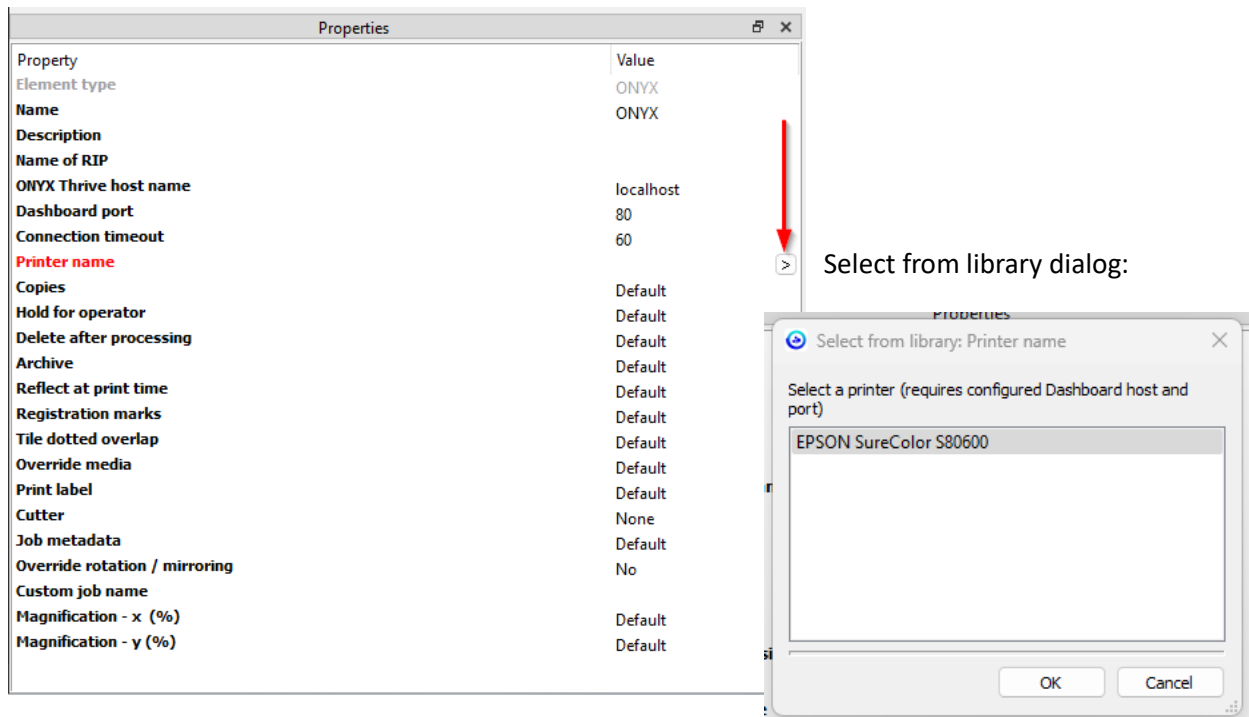 Properties
Property Value
Element type ONYX
Name ONYX
Description
Name of RIP
ONYX Thrive host name localhost
Dashboard port 80
Connection timeout 60
Printer name >
Copies Default
Hold for operator Default
Delete after processing Default
Archive Default
Reflect at print time Default
Registration marks Default
Tile dotted overlap Default
Override media Default
Print label Default
Cutter None
Job metadata Default
Override rotation / mirroring No
Custom job name
Magnification - x (%) Default
Magnification - y (%) Default
Select from library dialog:
Properties
Select from library: Printer name
Select a printer (requires configured Dashboard host and
port)
EPSON SureColor S80600
OK Cancel